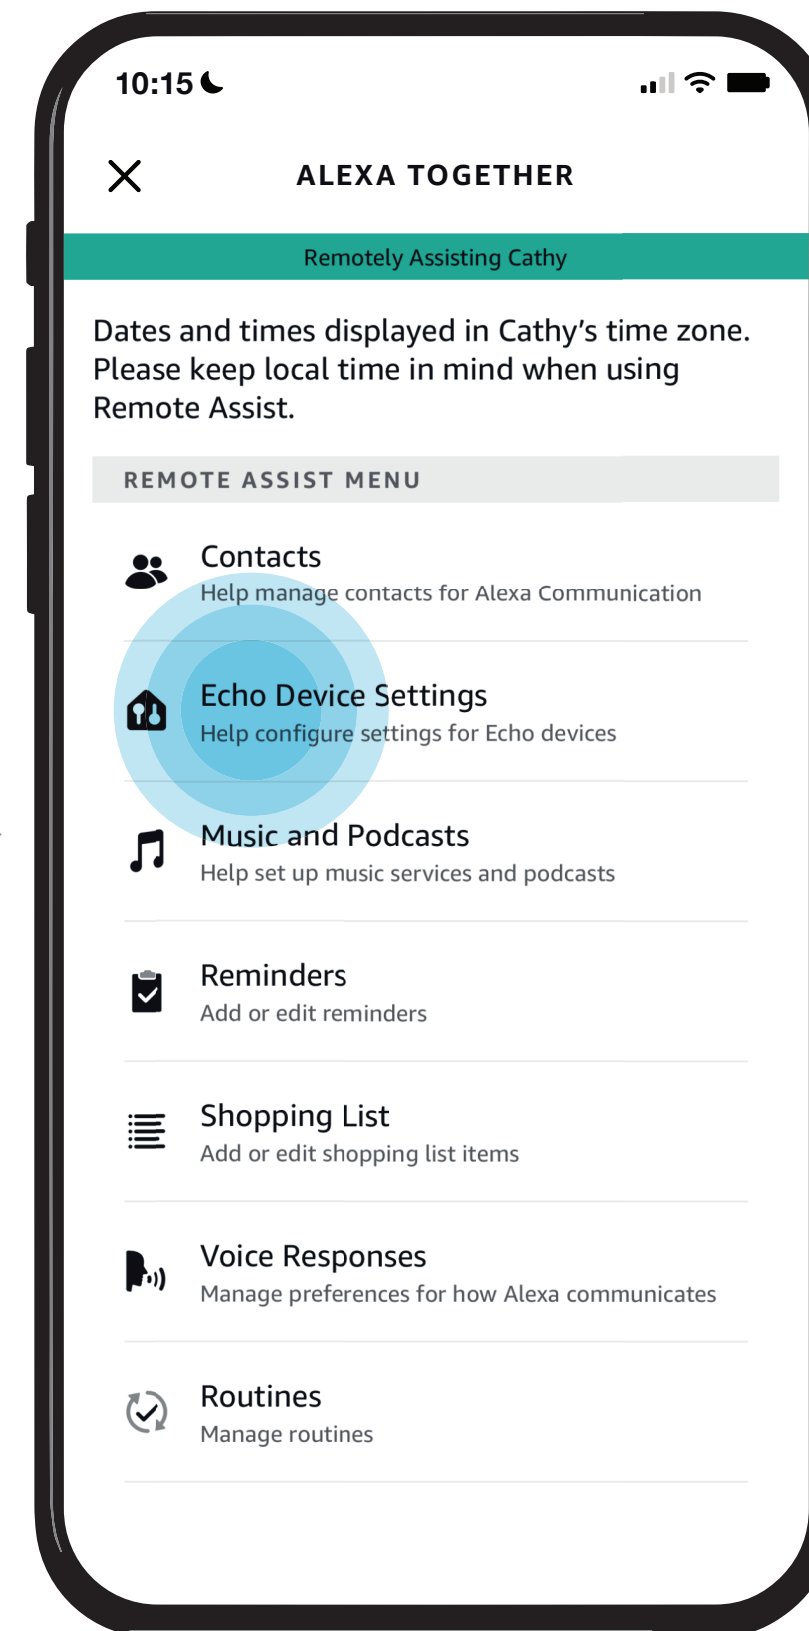 10:15
ALEXA TOGETHER
Remotely Assisting Cathy
Dates and times displayed in Cathy’s time zone.
Please keep local time in mind when using
Remote Assist.
REMOTE ASSIST MENU
Contacts
Help manage contacts for Alexa Communication
Echo Device Settings
Help configure settings for Echo devices
Music and Podcasts
Help set up music services and podcasts
Reminders
Add or edit reminders
Shopping List
Add or edit shopping list items
Voice Responses
Manage preferences for how Alexa communicates
Routines
Manage routines